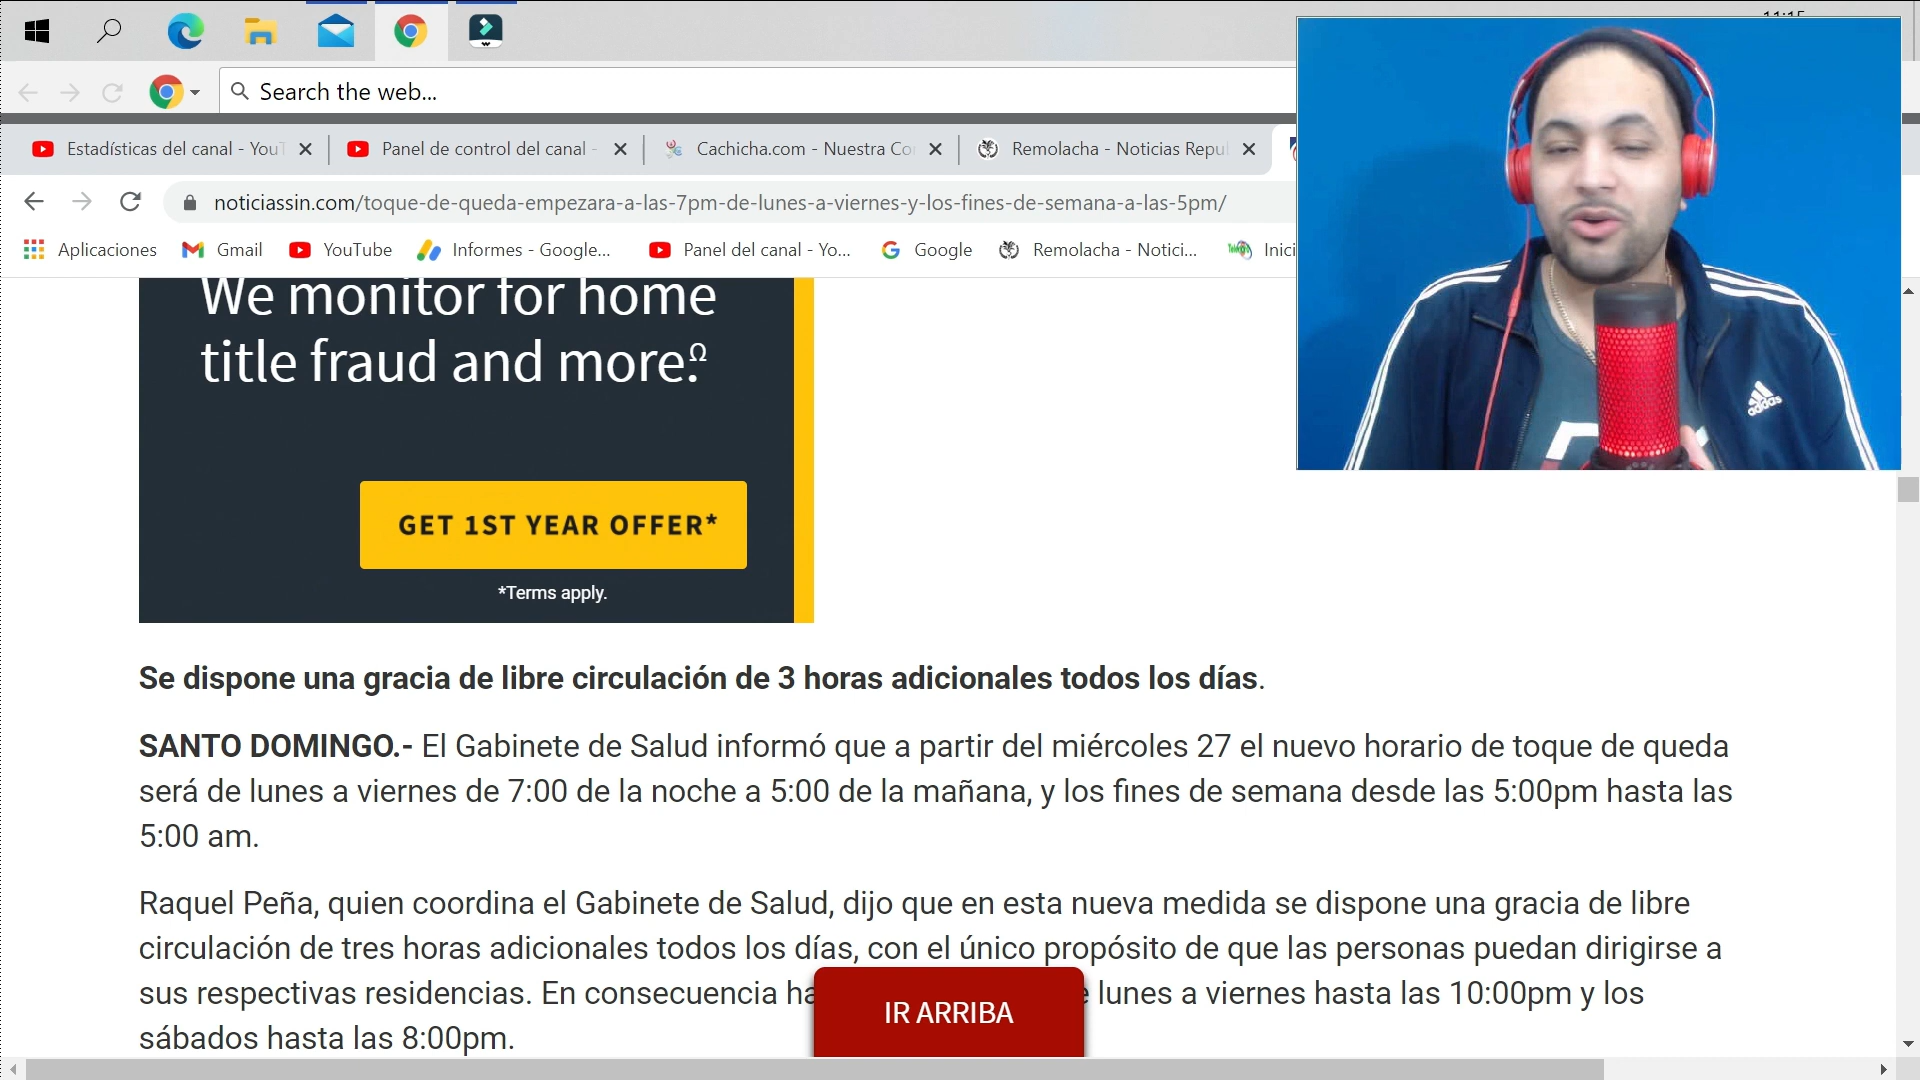 11:15
Search the web...
Estadísticas del canal - YouT
Panel de control del canal -
Cachicha.com - Nuestra Co
Remolacha - Noticias Repu
noticiassin.com/toque-de-queda-empezara-a-las-7pm-de-lunes-a-viernes-y-los-fines-de-semana-a-las-5pm/
Aplicaciones
Gmail
YouTube
Informes - Google...
Panel del canal - Yo...
Google
Remolacha - Notici...
Inici
adidas
We monitor for home
title fraud and more.Ω
GET 1ST YEAR OFFER*
*Terms apply.
Se dispone una gracia de libre circulación de 3 horas adicionales todos los días.
SANTO DOMINGO.- El Gabinete de Salud informó que a partir del miércoles 27 el nuevo horario de toque de queda
será de lunes a viernes de 7:00 de la noche a 5:00 de la mañana, y los fines de semana desde las 5:00pm hasta las
5:00 am.
Raquel Peña, quien coordina el Gabinete de Salud, dijo que en esta nueva medida se dispone una gracia de libre
circulación de tres horas adicionales todos los días, con el único propósito de que las personas puedan dirigirse a
sus respectivas residencias. En consecuencia ha lunes a viernes hasta las 10:00pm y los
IR ARRIBA
sábados hasta las 8:00pm.